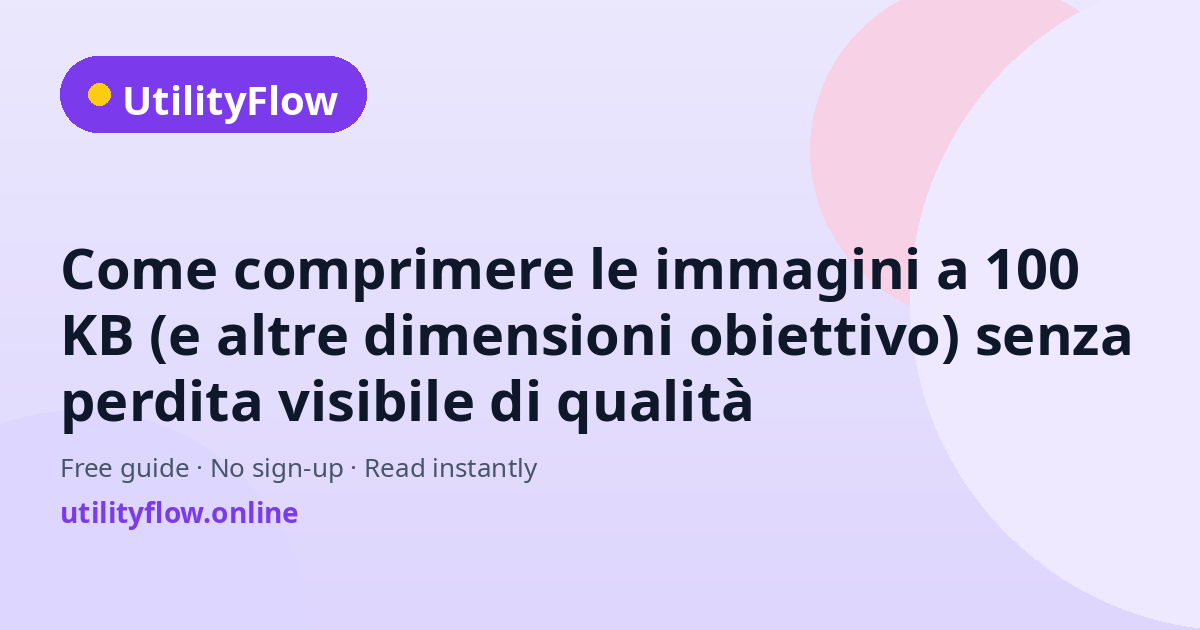 UtilityFlow
Come comprimere le immagini a 100
KB (e altre dimensioni obiettivo) senza
perdita visibile di qualità
Free guide · No sign-up · Read instantly
utilityflow.online